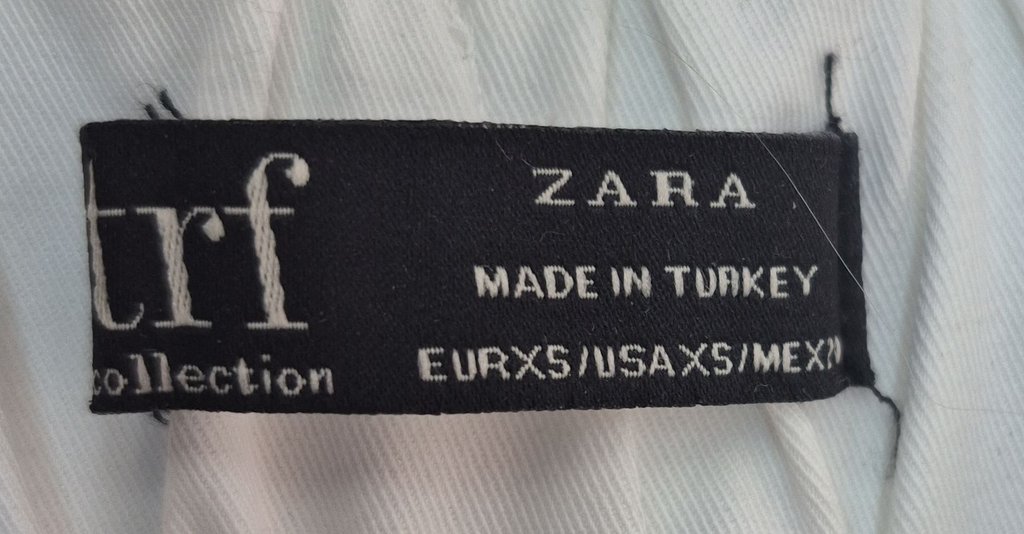 trf
collection
ZARA
MADE IN TURKEY
EURXS/USAXS/MEX